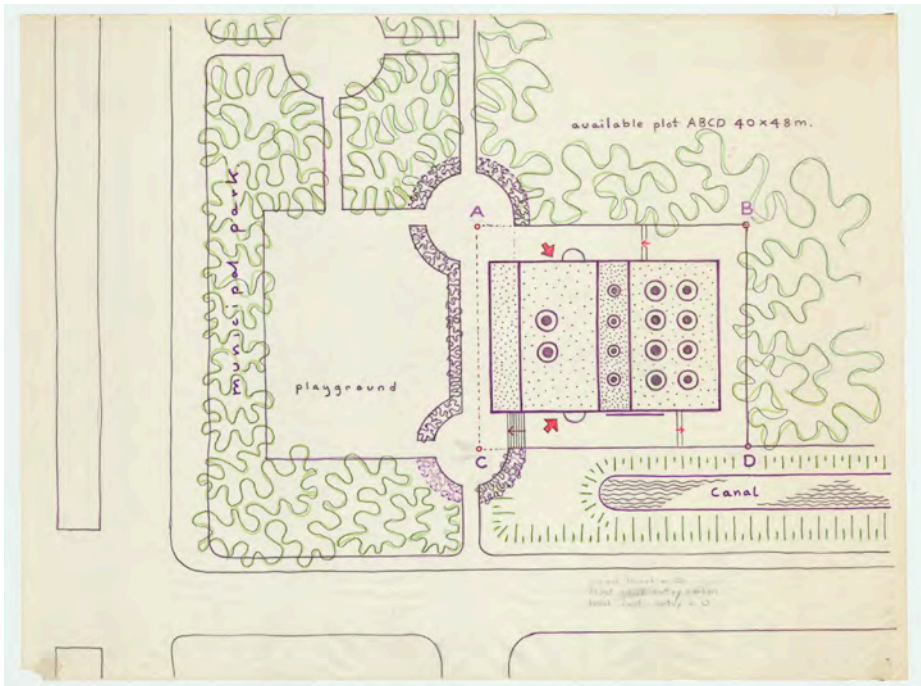 available plot ABCD 40×48m.
municipal park
A
B
playground
C
D
Canal